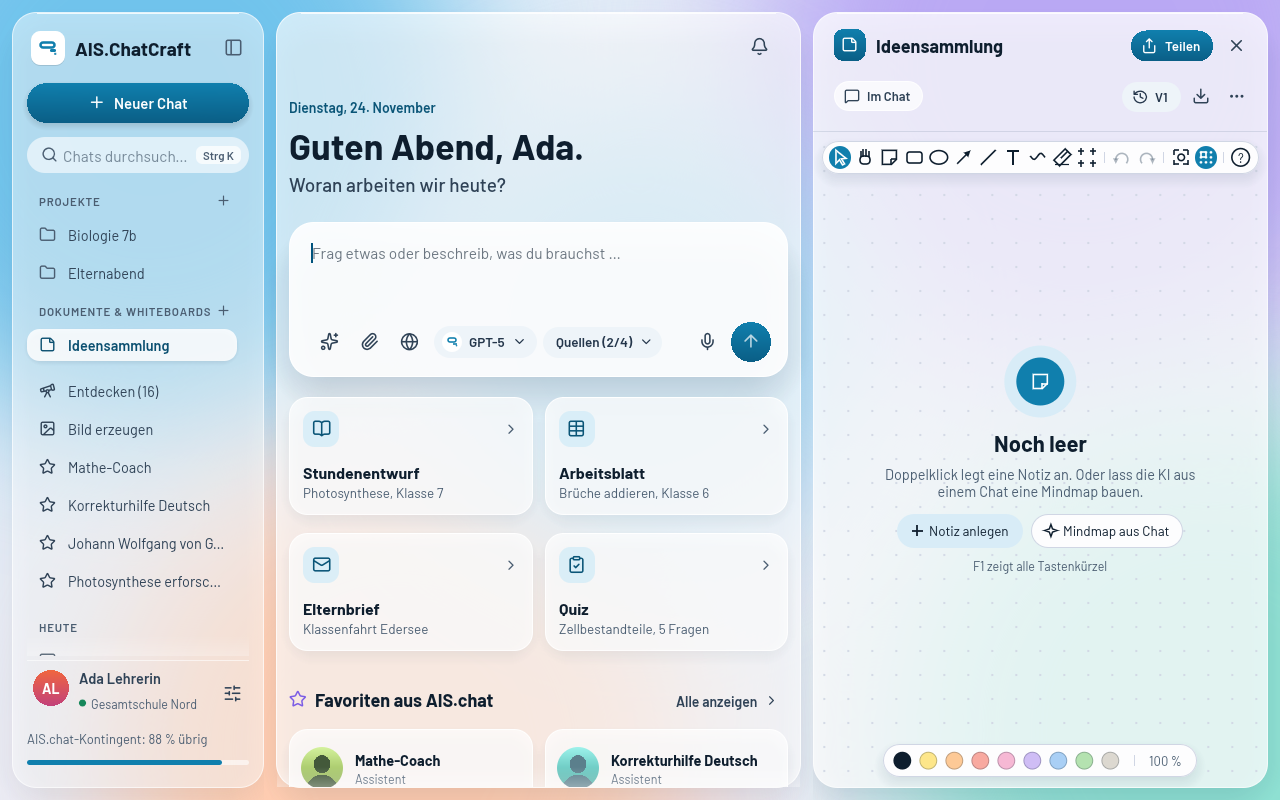 AIS.ChatCraft
Neuer Chat
Chats durchsuch... Strg K
PROJEKTE
Biologie 7b
Elternabend
DOKUMENTE & WHITEBOARDS
Ideensammlung
Entdecken (16)
Bild erzeugen
Mathe-Coach
Korrekturhilfe Deutsch
Johann Wolfgang von G...
Photosynthese erforsc...
HEUTE
AL
Ada Lehrerin
Gesamtschule Nord
AIS.chat-Kontingent: 88 % übrig
Dienstag, 24. November
Guten Abend, Ada.
Woran arbeiten wir heute?
Frag etwas oder beschreib, was du brauchst ...
GPT-5 Quellen (2/4)
Stundenentwurf
Photosynthese, Klasse 7
Arbeitsblatt
Brüche addieren, Klasse 6
Elternbrief
Klassenfahrt Edersee
Quiz
Zellbestandteile, 5 Fragen
Favoriten aus AIS.chat Alle anzeigen
Mathe-Coach
Assistent
Korrekturhilfe Deutsch
Assistent
Ideensammlung Teilen
Im Chat V1
Noch leer
Doppelklick legt eine Notiz an. Oder lass die KI aus
einem Chat eine Mindmap bauen.
Notiz anlegen Mindmap aus Chat
F1 zeigt alle Tastenkürzel
100 %